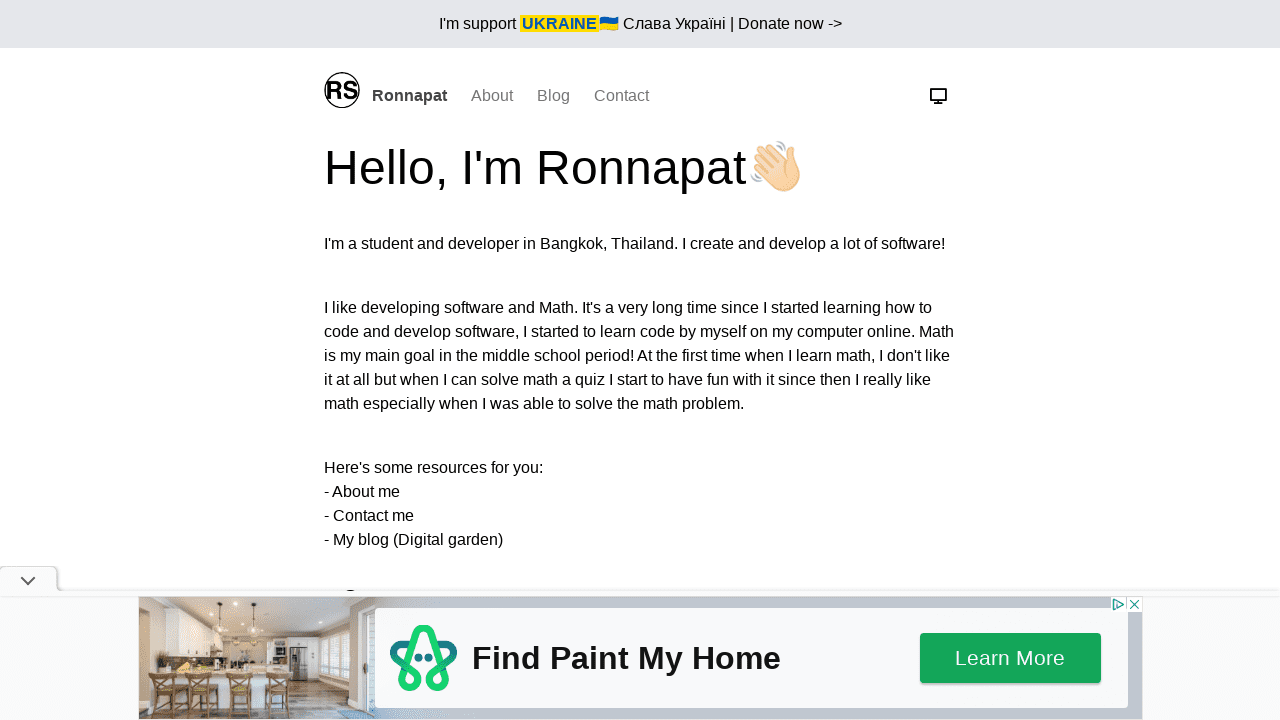 I'm support UKRAINE🇺🇦 Слава Україні | Donate now ->
RS Ronnapat About Blog Contact
Hello, I'm Ronnapat👋🏻
I'm a student and developer in Bangkok, Thailand. I create and develop a lot of software!
I like developing software and Math. It's a very long time since I started learning how to
code and develop software, I started to learn code by myself on my computer online. Math
is my main goal in the middle school period! At the first time when I learn math, I don't like
it at all but when I can solve math a quiz I start to have fun with it since then I really like
math especially when I was able to solve the math problem.
Here's some resources for you:
- About me
- Contact me
- My blog (Digital garden)
Find Paint My Home
Learn More